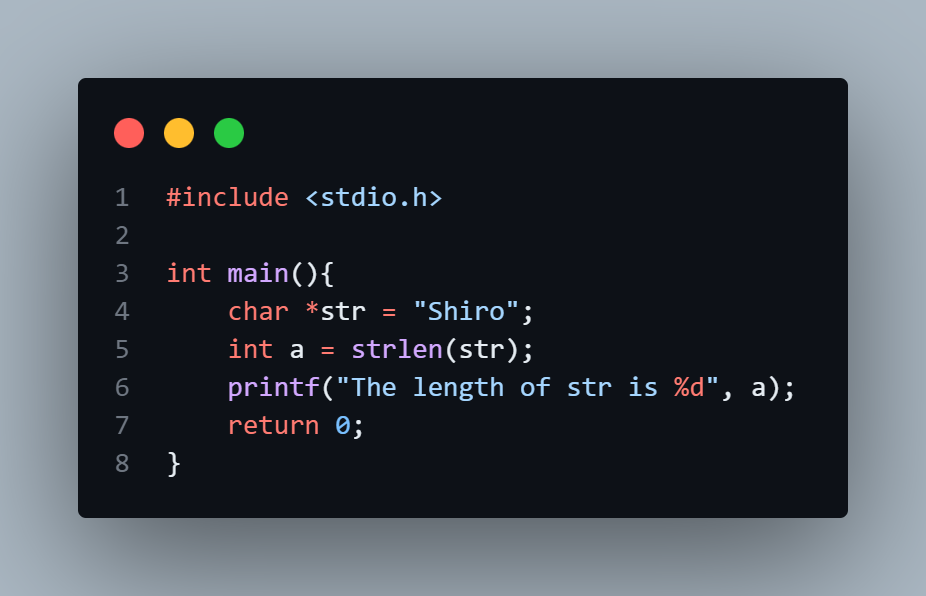 1 #include <stdio.h>
2
3 int main(){
4     char *str = "Shiro";
5     int a = strlen(str);
6     printf("The length of str is %d", a);
7     return 0;
8 }